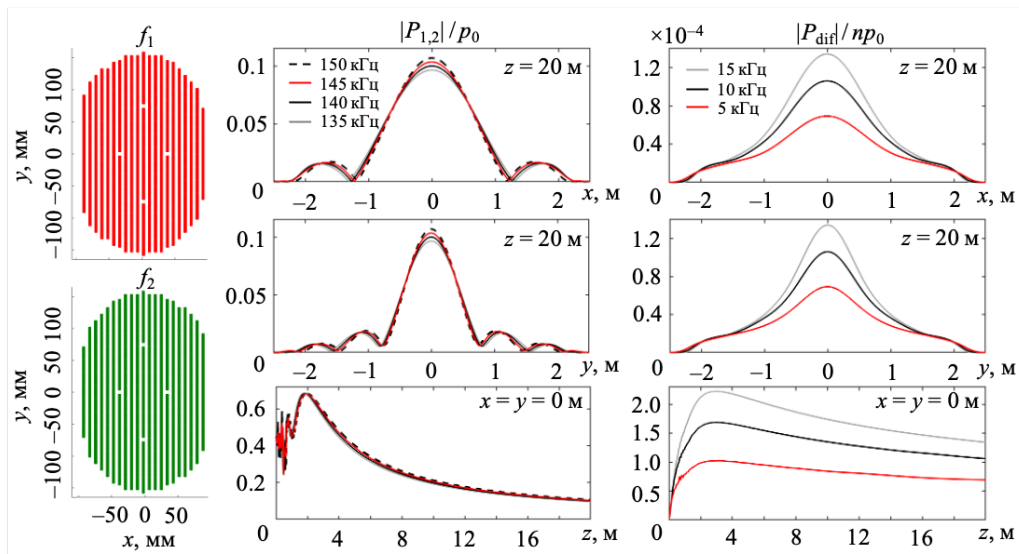 f₁
y, мм
100
50
0
−50
−100
f₂
y, мм
100
50
0
−50
−100
−50 0 50
x, мм
|P₁,₂|/p₀
0.1
0.05
0
150 кГц
145 кГц
140 кГц
135 кГц
z = 20 м
−2 −1 0 1 2
x, м
0.1
0.05
0
z = 20 м
−2 −1 0 1 2
y, м
0.6
0.4
0.2
0
x = y = 0 м
4 8 12 16
z, м
×10⁻⁴
|P_dif|/np₀
1.2
0.8
0.4
0
15 кГц
10 кГц
5 кГц
z = 20 м
−2 −1 0 1 2
x, м
1.2
0.8
0.4
0
z = 20 м
−2 −1 0 1 2
y, м
2.0
1.5
1.0
0.5
0
x = y = 0 м
4 8 12 16
z, м